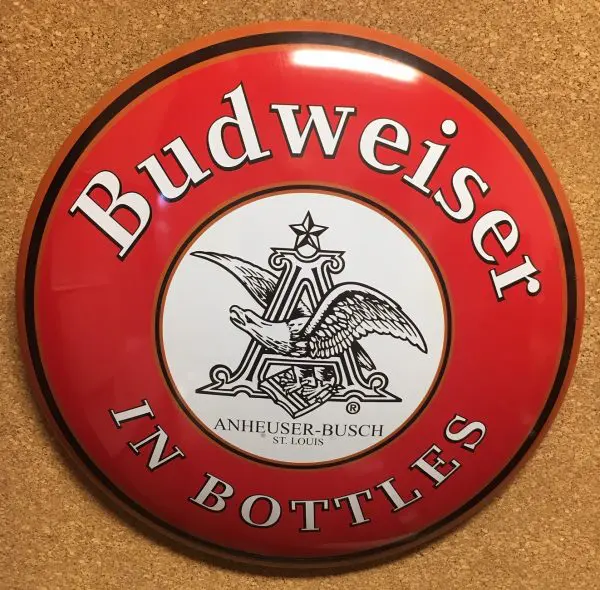 Budweiser
ANHEUSER-BUSCH
®
ST. LOUIS
IN BOTTLES